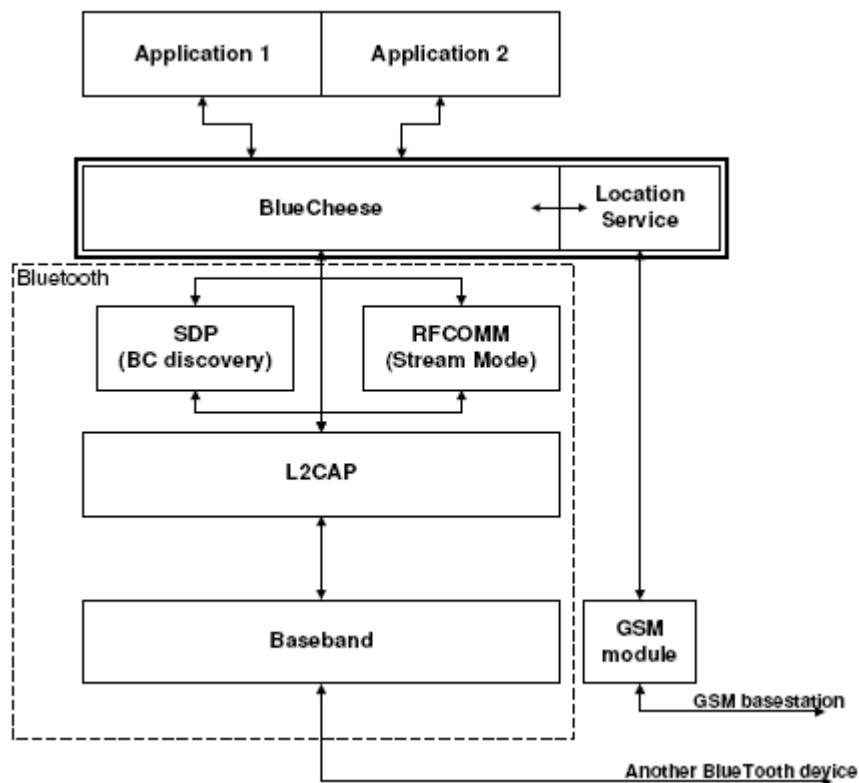 Application 1
Application 2
BlueCheese
Location
Service
Bluetooth
SDP
(BC discovery)
RFCOMM
(Stream Mode)
L2CAP
Baseband
GSM
module
GSM basestation
Another BlueTooth device